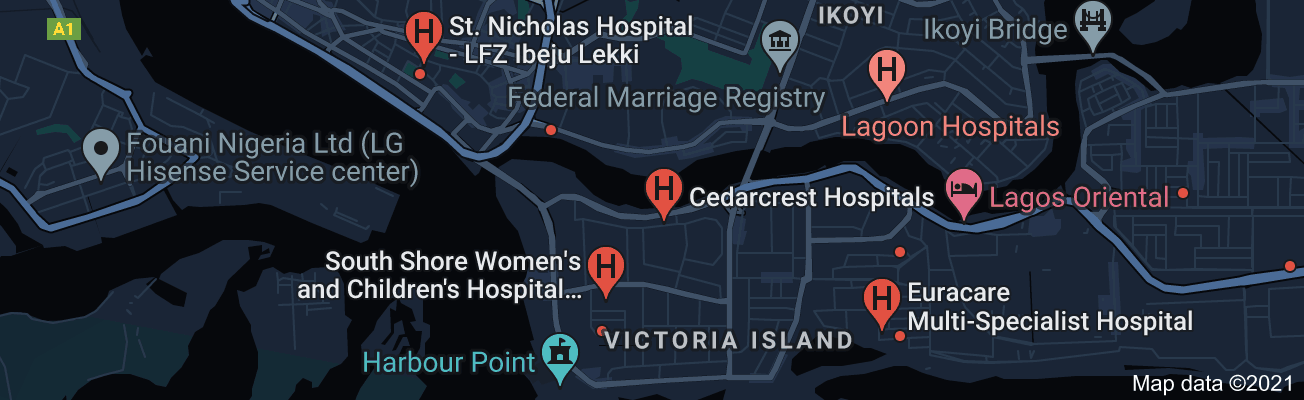 A1
St. Nicholas Hospital
- LFZ Ibeju Lekki
IKOYI
Ikoyi Bridge
Federal Marriage Registry
Lagoon Hospitals
Fouani Nigeria Ltd (LG
Hisense Service center)
Cedarcrest Hospitals
Lagos Oriental
South Shore Women's
and Children's Hospital...
Euracare
Multi-Specialist Hospital
VICTORIA ISLAND
Harbour Point
Map data ©2021